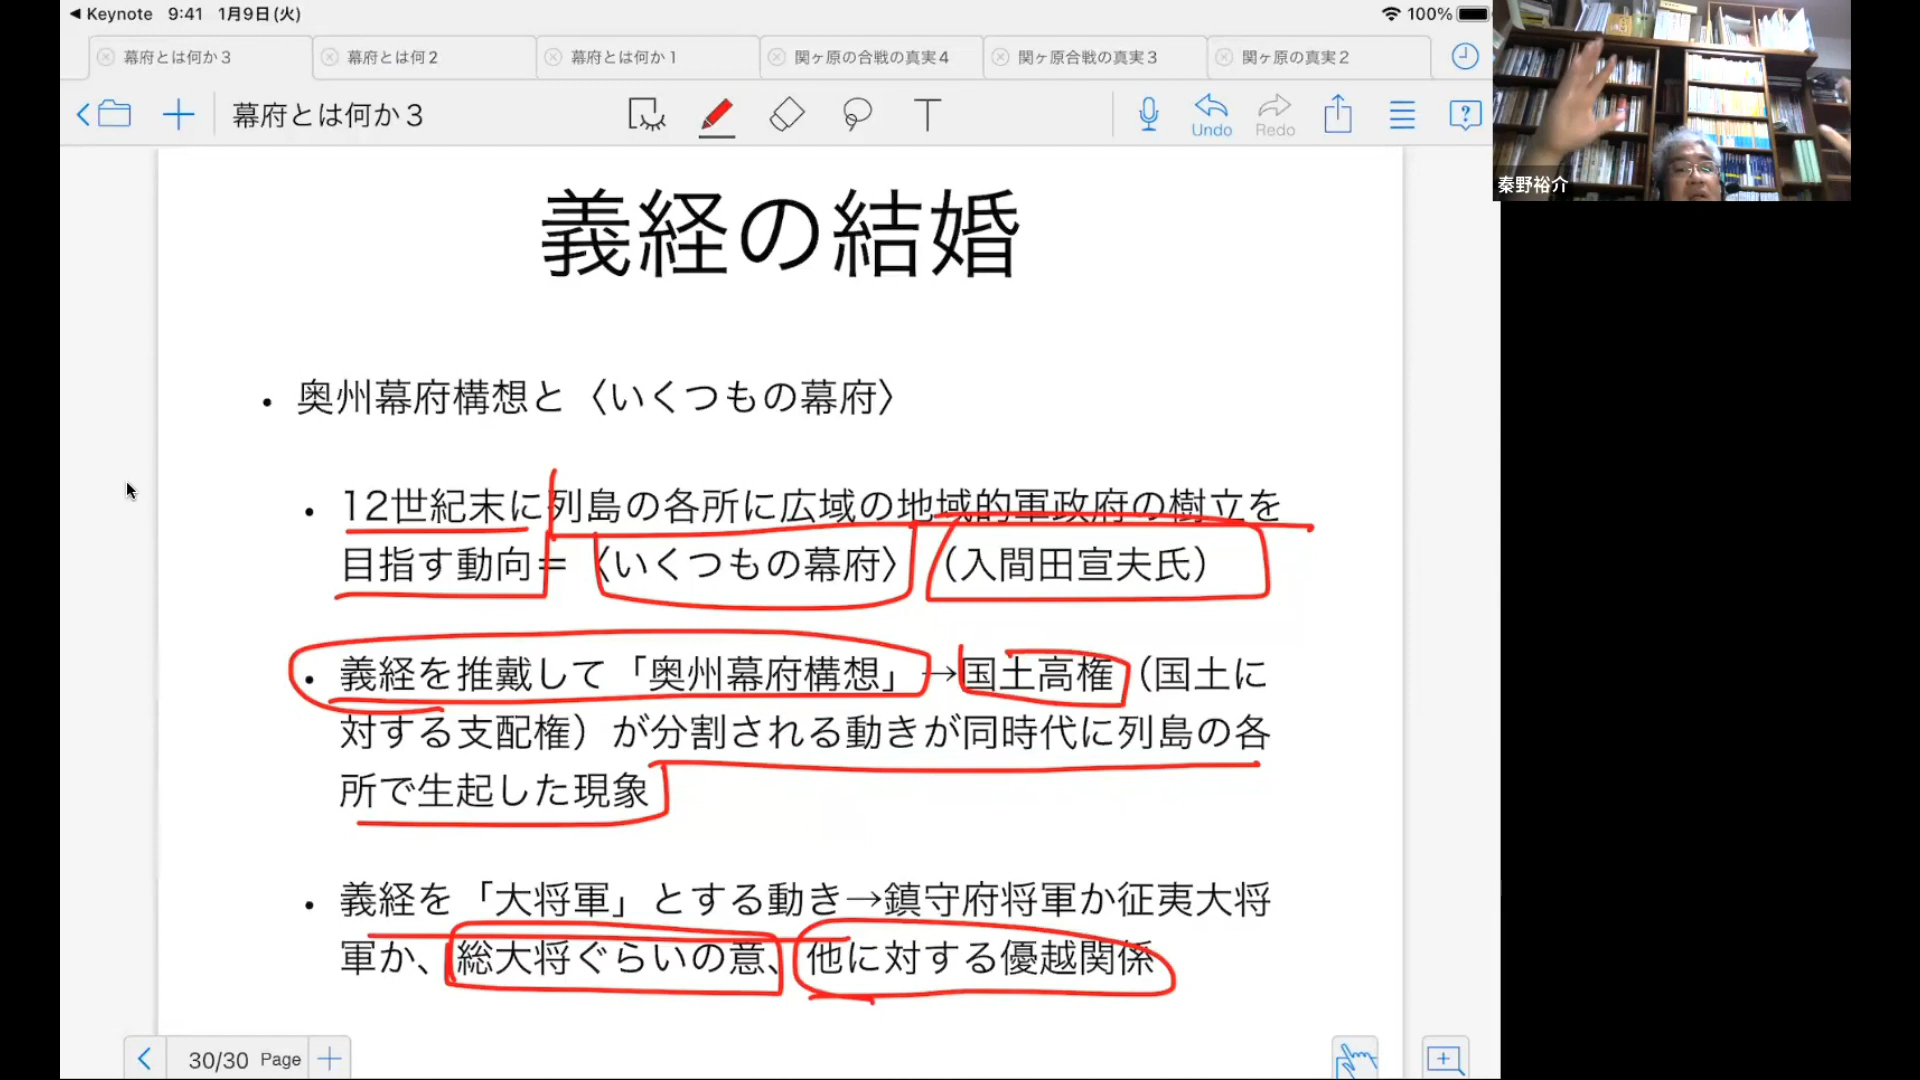 ◀ Keynote 9:41 1月9日(火) 100%
幕府とは何か３ 幕府とは何２ 幕府とは何か１ 関ヶ原の合戦の真実４ 関ヶ原合戦の真実３ 関ヶ原の真実２
幕府とは何か３ T Undo Redo ?
秦野裕介
義経の結婚
• 奥州幕府構想と〈いくつもの幕府〉
• 12世紀末に列島の各所に広域の地域的軍政府の樹立を
目指す動向＝〈いくつもの幕府〉（入間田宣夫氏）
• 義経を推戴して「奥州幕府構想」→国土高権（国土に
対する支配権）が分割される動きが同時代に列島の各
所で生起した現象
• 義経を「大将軍」とする動き→鎮守府将軍か征夷大将
軍か、総大将ぐらいの意、他に対する優越関係
30/30 Page